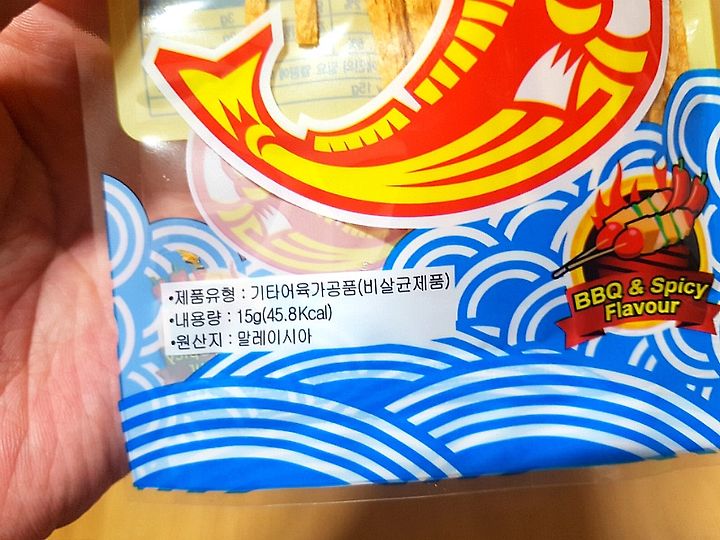 •제품유형 : 기타어육가공품(비살균제품)
•내용량 : 15g(45.8Kcal)
•원산지 : 말레이시아
BBQ & Spicy
Flavour